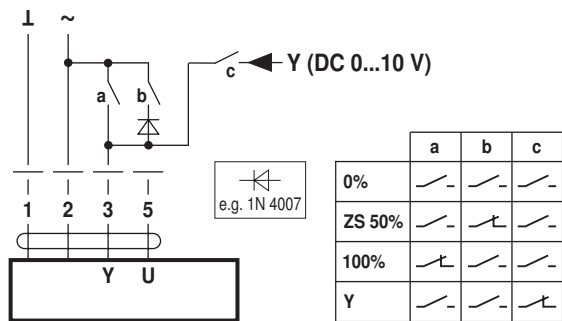 ⊥ ~
a b c Y (DC 0...10 V)
1 2 3 5
Y U
e.g. 1N 4007
a b c
0%
ZS 50%
100%
Y